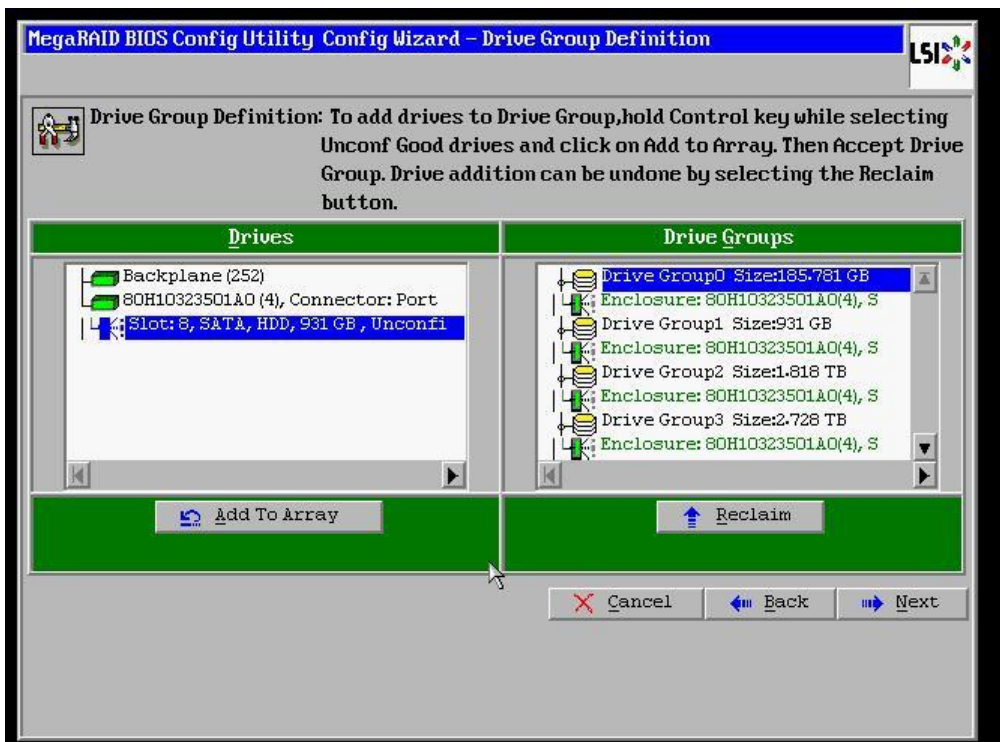 MegaRAID BIOS Config Utility Config Wizard – Drive Group Definition
LSI
Drive Group Definition: To add drives to Drive Group,hold Control key while selecting
Unconf Good drives and click on Add to Array. Then Accept Drive
Group. Drive addition can be undone by selecting the Reclaim
button.
Drives
Backplane (252)
80H10323501A0 (4), Connector: Port
Slot: 8, SATA, HDD, 931 GB , Unconfi
Add To Array
Drive Groups
Drive Group0 Size:185.781 GB
Enclosure: 80H10323501A0(4), S
Drive Group1 Size:931 GB
Enclosure: 80H10323501A0(4), S
Drive Group2 Size:1.818 TB
Enclosure: 80H10323501A0(4), S
Drive Group3 Size:2.728 TB
Enclosure: 80H10323501A0(4), S
Reclaim
Cancel
Back
Next